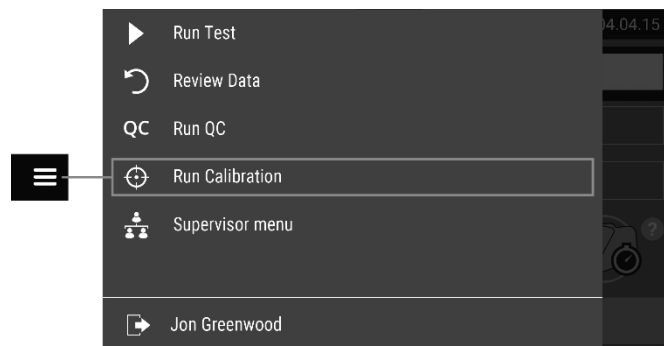 Run Test
04.04.15
Review Data
QC Run QC
Run Calibration
Supervisor menu
?
Jon Greenwood